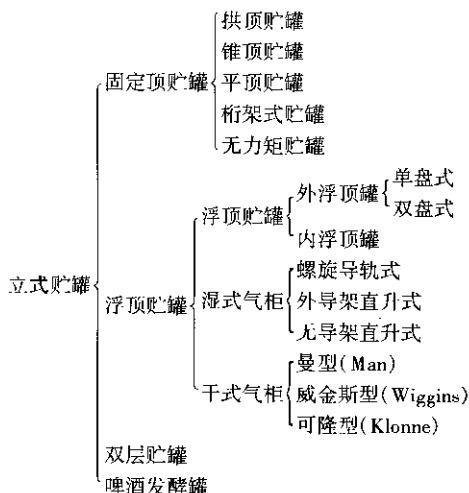 拱顶贮罐
锥顶贮罐
固定顶贮罐
平顶贮罐
桁架式贮罐
无力矩贮罐
单盘式
外浮顶罐
双盘式
浮顶贮罐
内浮顶罐
螺旋导轨式
立式贮罐
浮顶贮罐
湿式气柜
外导架直升式
无导架直升式
曼型(Man)
干式气柜
威金斯型(Wiggins)
可隆型(Klonne)
双层贮罐
啤酒发酵罐